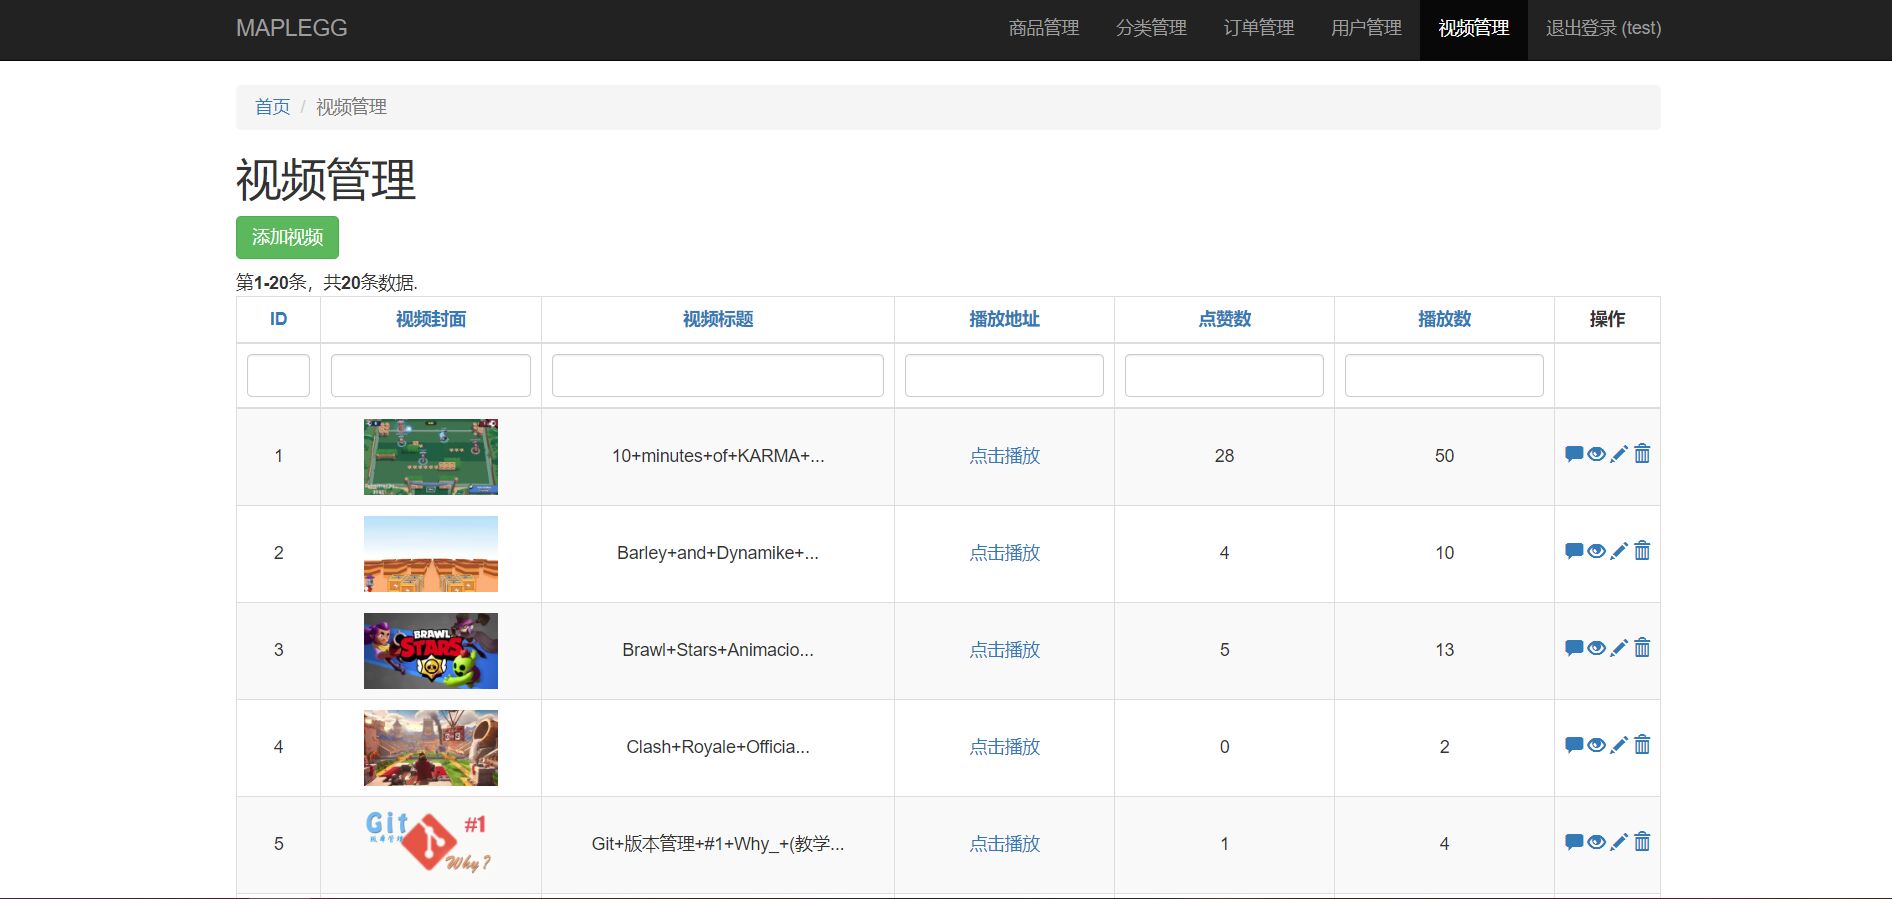 MAPLEGG 商品管理 分类管理 订单管理 用户管理 视频管理 退出登录 (test)
首页 / 视频管理
视频管理
添加视频
第1-20条，共20条数据.
ID 视频封面 视频标题 播放地址 点赞数 播放数 操作
1 10+minutes+of+KARMA+... 点击播放 28 50
2 Barley+and+Dynamike+... 点击播放 4 10
BRAWL
STARS
3 Brawl+Stars+Animacio... 点击播放 5 13
4 Clash+Royale+Officia... 点击播放 0 2
Git #1
Why?
5 Git+版本管理+#1+Why_+(教学... 点击播放 1 4